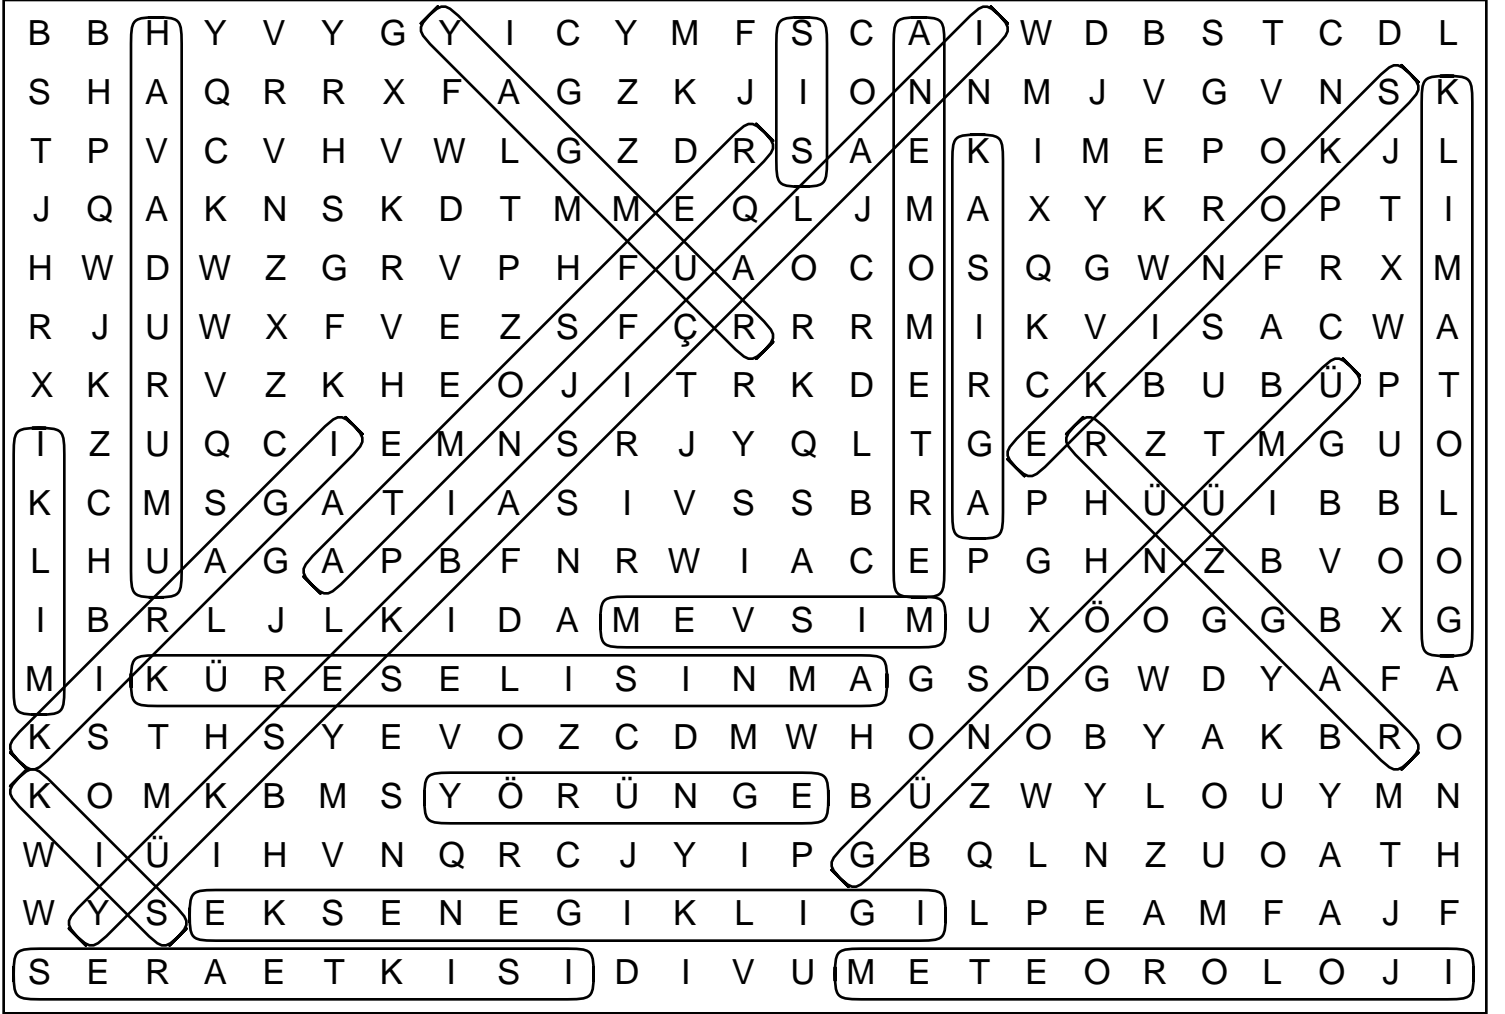 B B H Y V Y G Y I C Y M F S C A I W D B S T C D L
S H A Q R R X F A G Z K J I O N N M J V G V N S K
T P V C V H V W L G Z D R S A E K I M E P O K J L
J Q A K N S K D T M M E Q L J M A X Y K R O P T I
H W D W Z G R V P H F U A O C O S Q G W N F R X M
R J U W X F V E Z S F Ç R R R M I K V I S A C W A
X K R V Z K H E O J I T R K D E R C K B U B Ü P T
I Z U Q C I E M N S R J Y Q L T G E R Z T M G U O
K C M S G A T I A S I V S S B R A P H Ü Ü I B B L
L H U A G A P B F N R W I A C E P G H N Z B V O O
I B R L J L K I D A M E V S I M U X Ö O G G B X G
M I K Ü R E S E L I S I N M A G S D G W D Y A F A
K S T H S Y E V O Z C D M W H O N O B Y A K B R O
K O M K B M S Y Ö R Ü N G E B Ü Z W Y L O U Y M N
W I Ü I H V N Q R C J Y I P G B Q L N Z U O A T H
W Y S E K S E N E G I K L I G I L P E A M F A J F
S E R A E T K I S I D I V U M E T E O R O L O J I